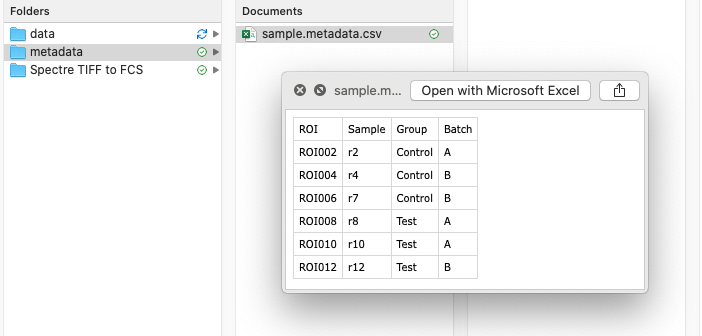 Folders
data
metadata
Spectre TIFF to FCS
Documents
sample.metadata.csv
sample.m... Open with Microsoft Excel
ROI Sample Group Batch
ROI002 r2 Control A
ROI004 r4 Control B
ROI006 r7 Control B
ROI008 r8 Test A
ROI010 r10 Test A
ROI012 r12 Test B